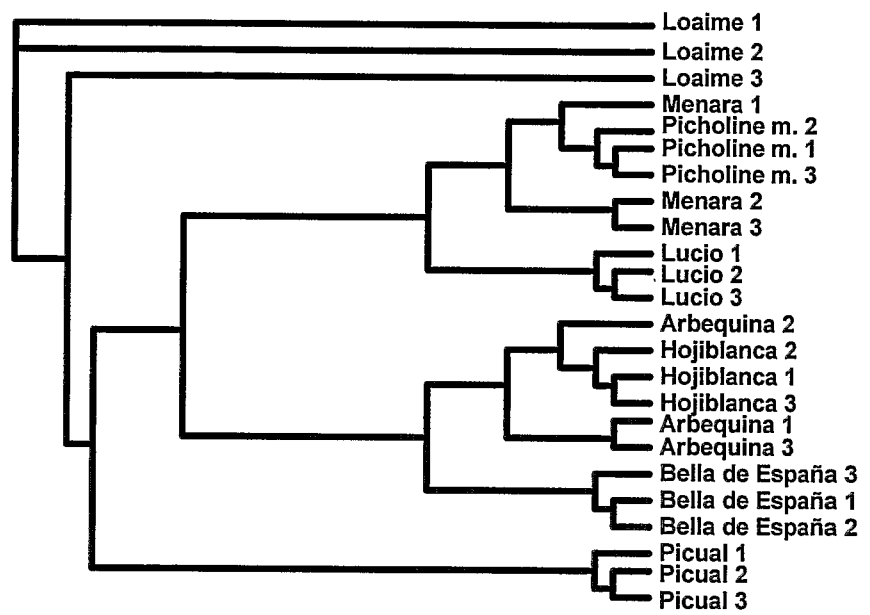 Loaime 1
Loaime 2
Loaime 3
Menara 1
Picholine m. 2
Picholine m. 1
Picholine m. 3
Menara 2
Menara 3
Lucio 1
Lucio 2
Lucio 3
Arbequina 2
Hojiblanca 2
Hojiblanca 1
Hojiblanca 3
Arbequina 1
Arbequina 3
Bella de España 3
Bella de España 1
Bella de España 2
Picual 1
Picual 2
Picual 3